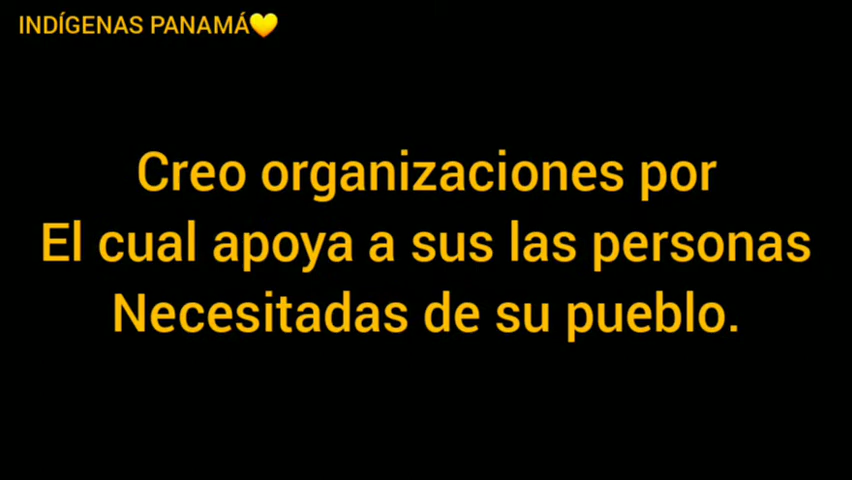 INDÍGENAS PANAMÁ💛
Creo organizaciones por
El cual apoya a sus las personas
Necesitadas de su pueblo.